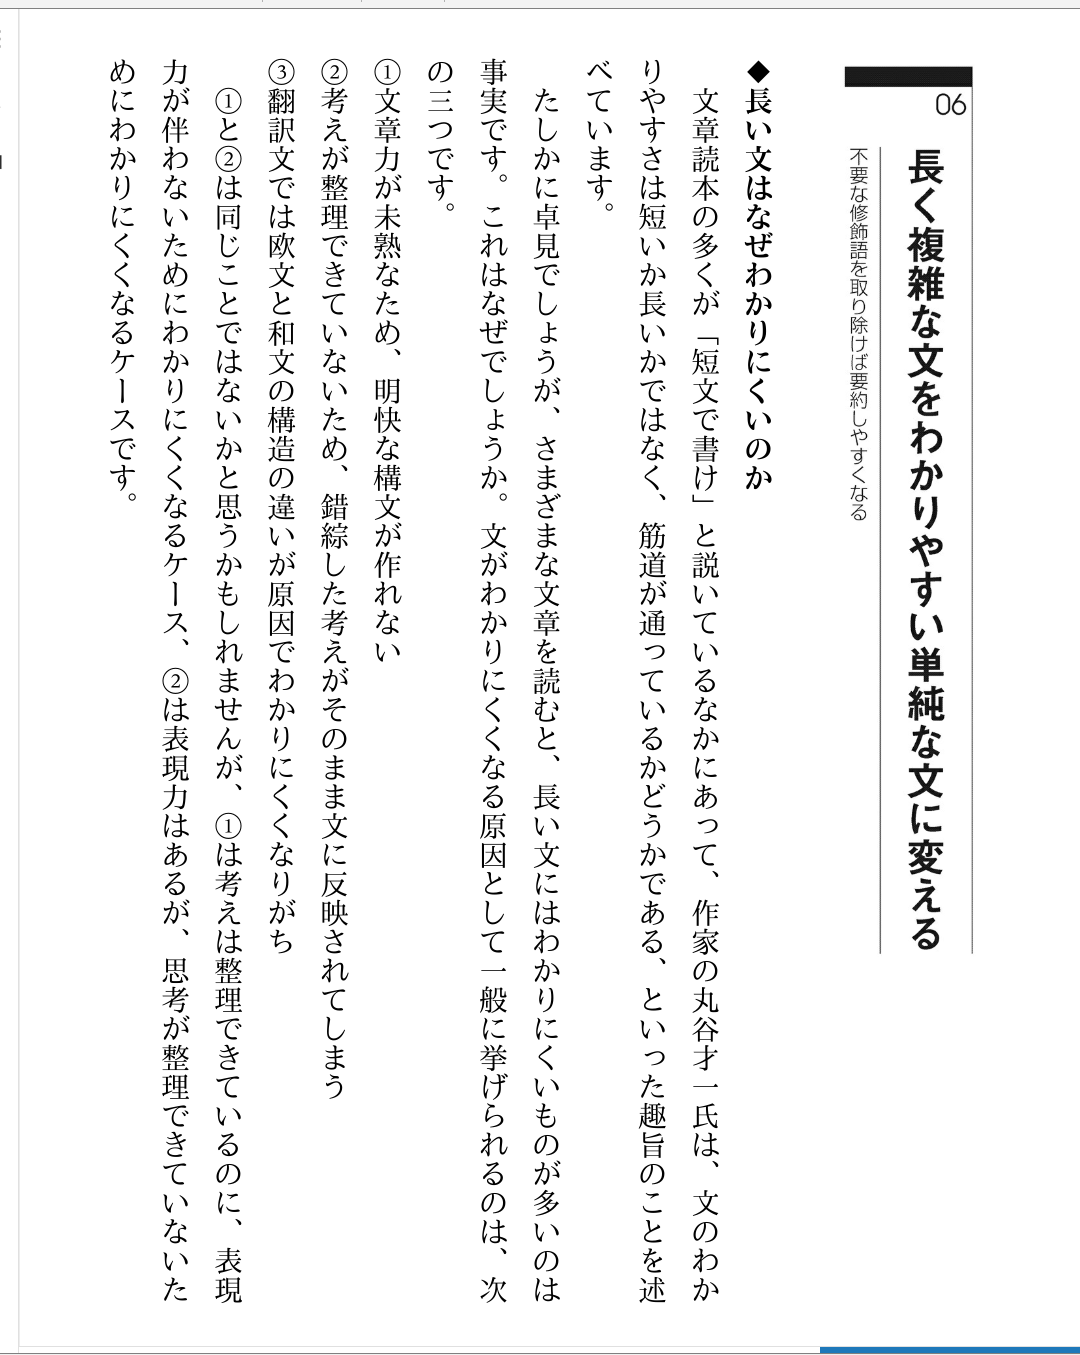 06
長く複雑な文をわかりやすい単純な文に変える
不要な修飾語を取り除けば要約しやすくなる
◆長い文はなぜわかりにくいのか
文章読本の多くが「短文で書け」と説いているなかにあって、作家の丸谷才一氏は、文のわか
りやすさは短いか長いかではなく、筋道が通っているかどうかである、といった趣旨のことを述
べています。
たしかに卓見でしょうが、さまざまな文章を読むと、長い文にはわかりにくいものが多いのは
事実です。これはなぜでしょうか。文がわかりにくくなる原因として一般に挙げられるのは、次
の三つです。
①文章力が未熟なため、明快な構文が作れない
②考えが整理できていないため、錯綜した考えがそのまま文に反映されてしまう
③翻訳文では欧文と和文の構造の違いが原因でわかりにくくなりがち
①と②は同じことではないかと思うかもしれませんが、①は考えは整理できているのに、表現
力が伴わないためにわかりにくくなるケース、②は表現力はあるが、思考が整理できていないた
めにわかりにくくなるケースです。